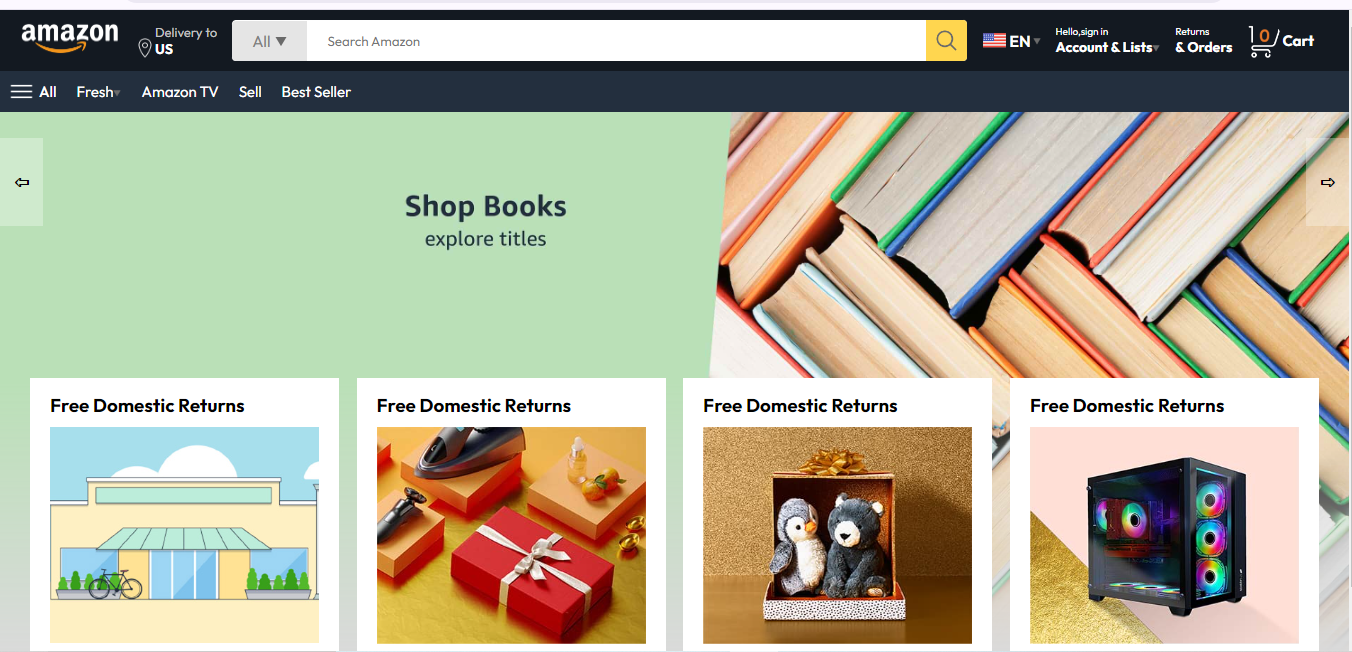 amazon
Delivery to
US
All ▼
Search Amazon
EN
Hello,sign in
Account & Lists
Returns
& Orders
0
Cart
All
Fresh
Amazon TV
Sell
Best Seller
Shop Books
explore titles
Free Domestic Returns
Free Domestic Returns
Free Domestic Returns
Free Domestic Returns